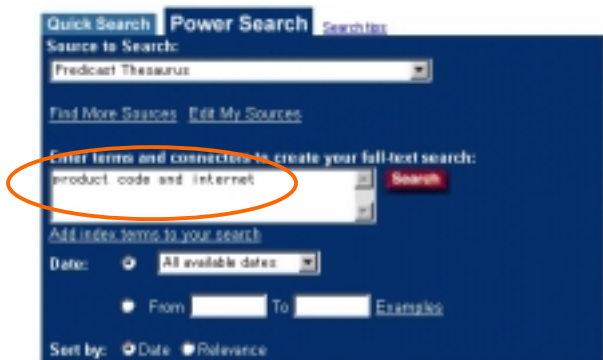 Quick Search Power Search Search tips
Source to Search:
Predicast Thesaurus
Find More Sources Edit My Sources
Enter terms and connectors to create your full-text search:
product code and internet Search
Add index terms to your search
Date: All available dates
From To Examples
Sort by: Date Relevance